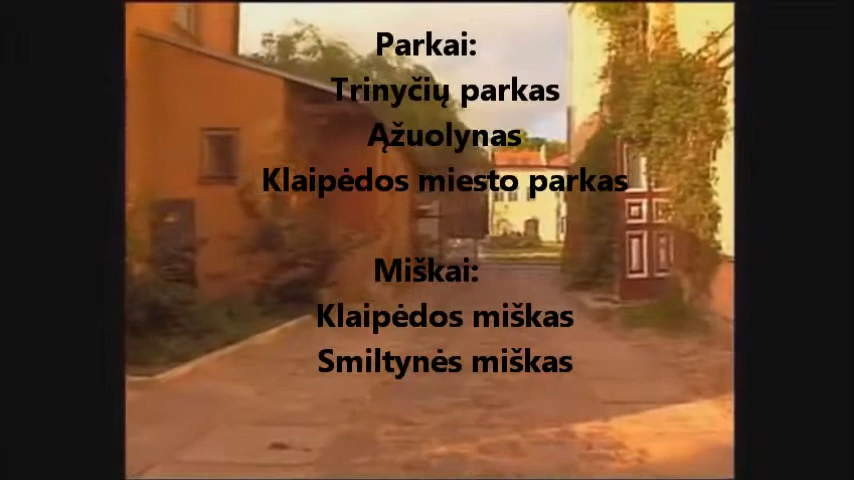 Parkai:
Trinyčių parkas
Ąžuolynas
Klaipėdos miesto parkas
Miškai:
Klaipėdos miškas
Smiltynės miškas